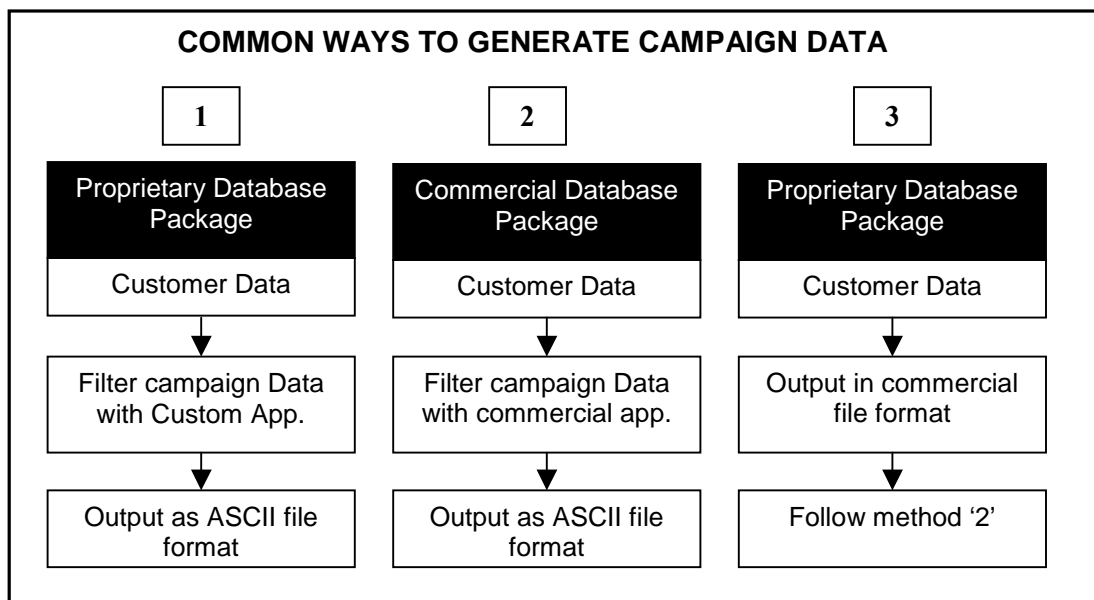 COMMON WAYS TO GENERATE CAMPAIGN DATA
1
Proprietary Database
Package
Customer Data
Filter campaign Data
with Custom App.
Output as ASCII file
format
2
Commercial Database
Package
Customer Data
Filter campaign Data
with commercial app.
Output as ASCII file
format
3
Proprietary Database
Package
Customer Data
Output in commercial
file format
Follow method ‘2’